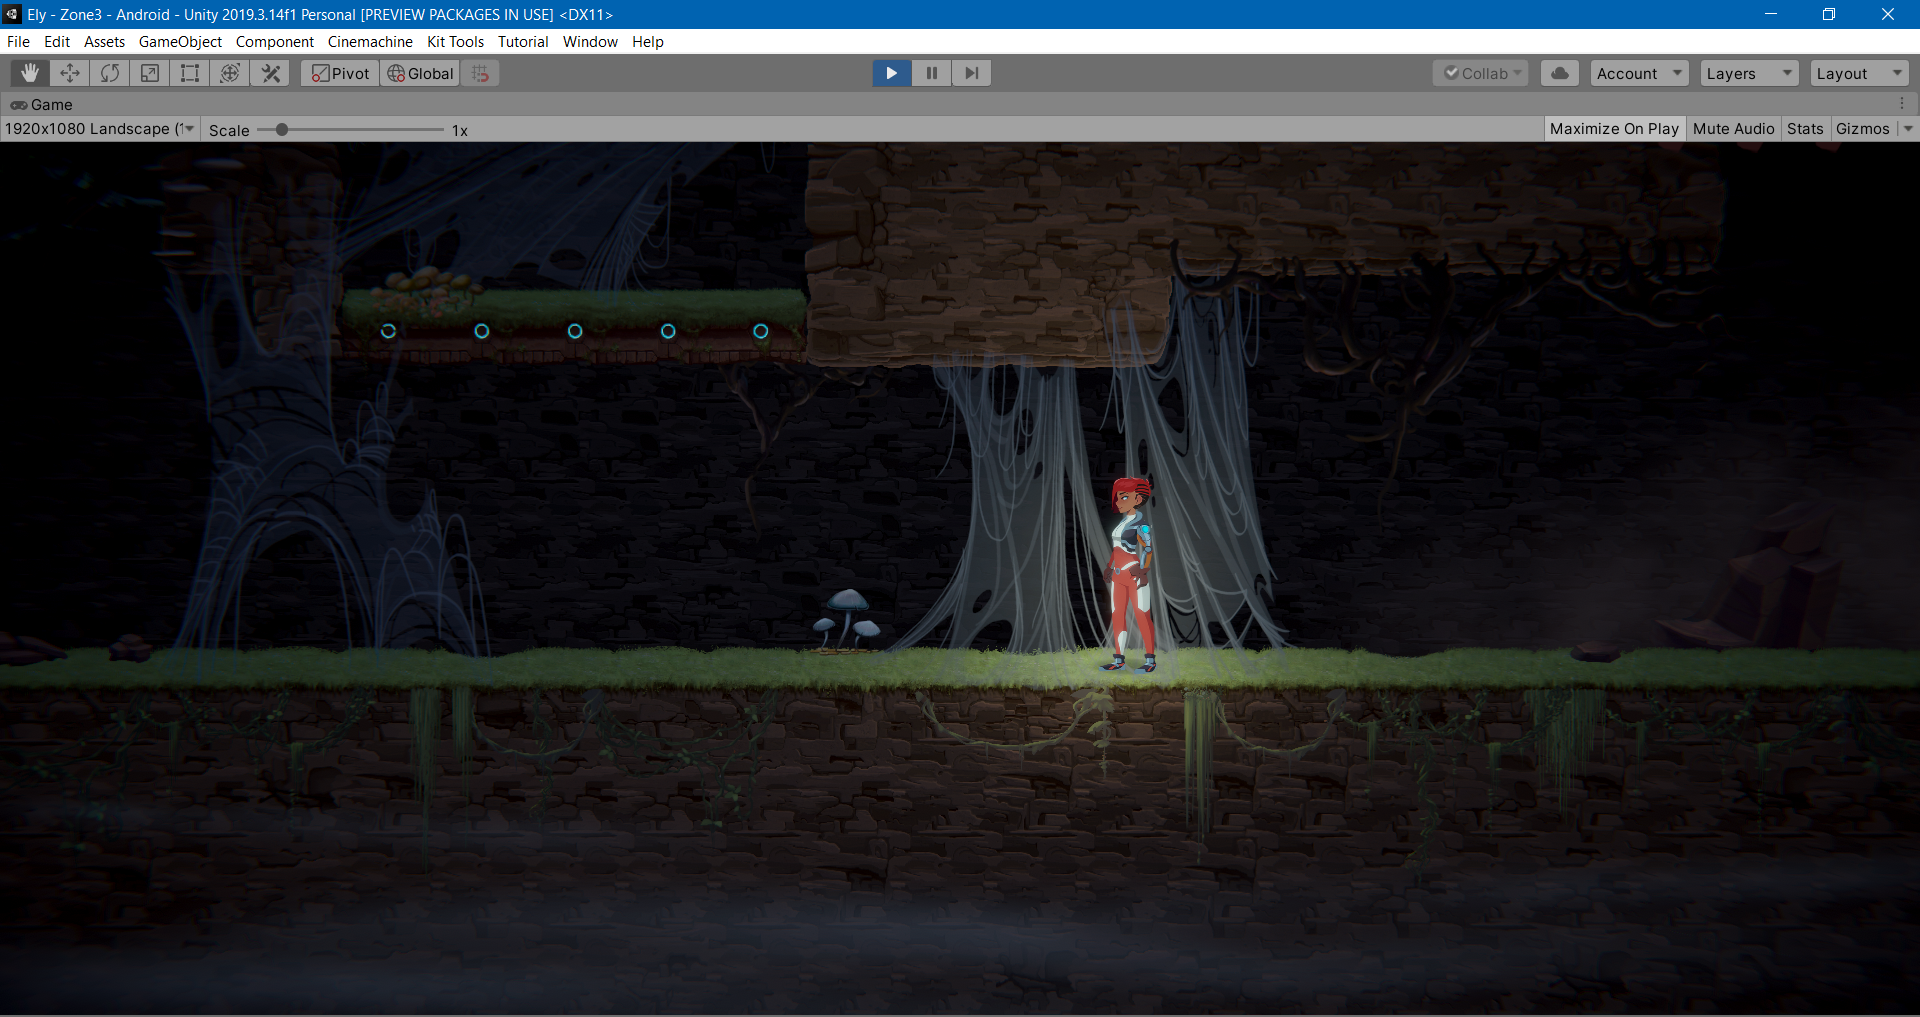 Ely - Zone3 - Android - Unity 2019.3.14f1 Personal [PREVIEW PACKAGES IN USE] <DX11>
File Edit Assets GameObject Component Cinemachine Kit Tools Tutorial Window Help
Pivot Global Collab Account Layers Layout
Game
1920x1080 Landscape (1 Scale 1x Maximize On Play Mute Audio Stats Gizmos